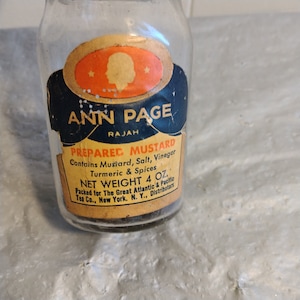 ANN PAGE
RAJAH
PREPARED MUSTARD
Contains Mustard, Salt, Vinegar
Turmeric & Spices
NET WEIGHT 4 OZ.
Packed for The Great Atlantic & Pacific
Tea Co., New York, N. Y., Distributors